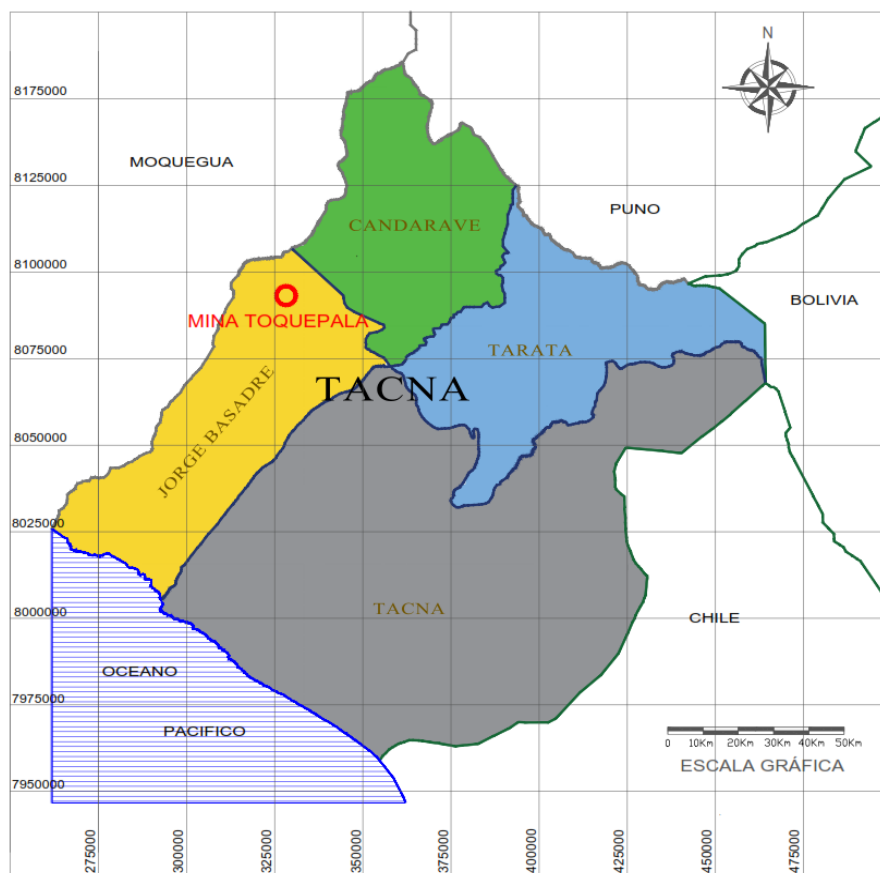 N
8175000
MOQUEGUA
8125000
PUNO
CANDARAVE
8100000
BOLIVIA
MINA TOQUEPALA
TARATA
8075000
TACNA
JORGE BASADRE
8050000
8025000
TACNA
8000000
CHILE
OCEANO
7975000
PACIFICO
0 10Km 20Km 30Km 40Km 50Km
ESCALA GRÁFICA
7950000
275000 300000 325000 350000 375000 400000 425000 450000 475000